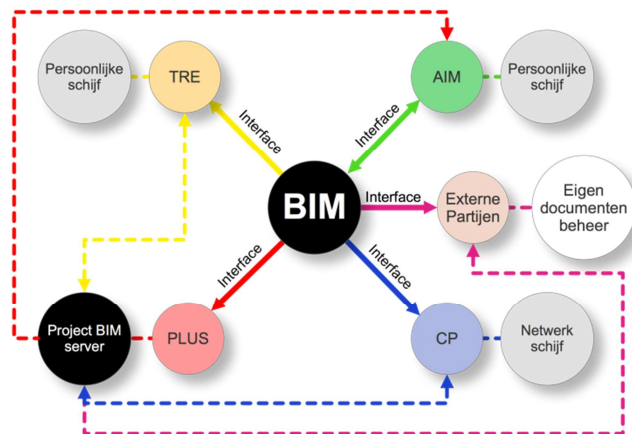 Persoonlijke
schijf
TRE
AIM
Persoonlijke
schijf
Interface
Interface
BIM
Interface
Externe
Partijen
Eigen
documenten
beheer
Interface
Interface
Project BIM
server
PLUS
CP
Netwerk
schijf